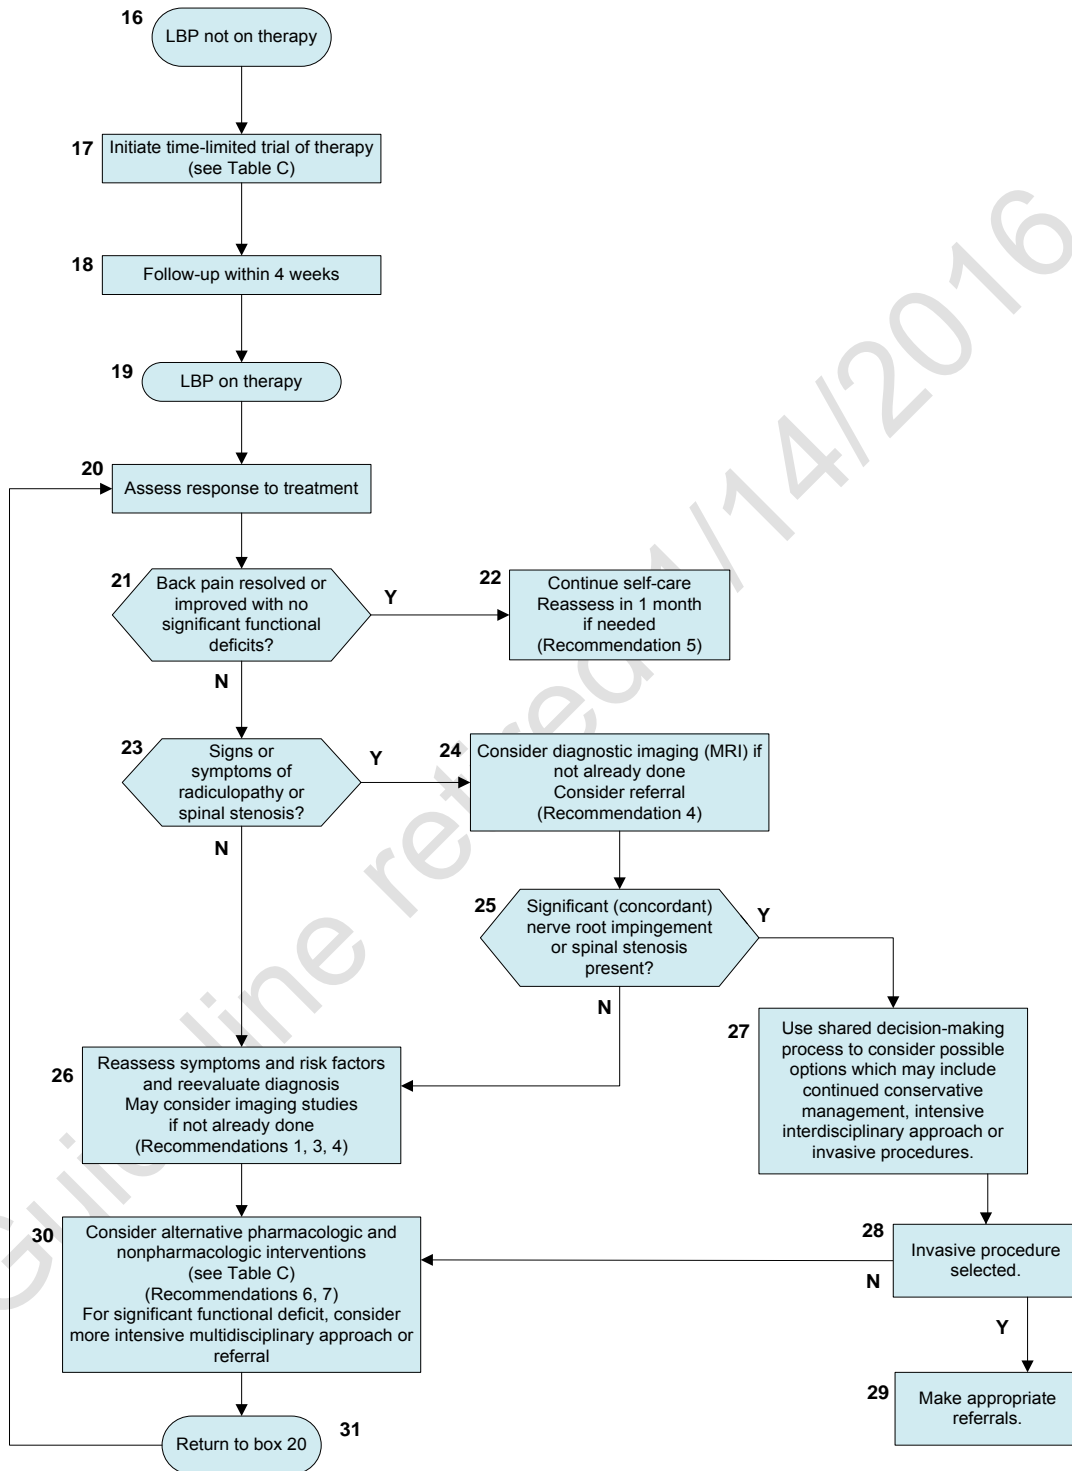 16
LBP not on therapy
17
Initiate time-limited trial of therapy
(see Table C)
18
Follow-up within 4 weeks
19
LBP on therapy
20
Assess response to treatment
21
Back pain resolved or
improved with no
significant functional
deficits?
Y
22
Continue self-care
Reassess in 1 month
if needed
(Recommendation 5)
N
23
Signs or
symptoms of
radiculopathy or
spinal stenosis?
Y
24
Consider diagnostic imaging (MRI) if
not already done
Consider referral
(Recommendation 4)
N
25
Significant (concordant)
nerve root impingement
or spinal stenosis
present?
Y
N
26
Reassess symptoms and risk factors
and reevaluate diagnosis
May consider imaging studies
if not already done
(Recommendations 1, 3, 4)
27
Use shared decision-making
process to consider possible
options which may include
continued conservative
management, intensive
interdisciplinary approach or
invasive procedures.
28
Invasive procedure
selected.
N
Y
29
Make appropriate
referrals.
30
Consider alternative pharmacologic and
nonpharmacologic interventions
(see Table C)
(Recommendations 6, 7)
For significant functional deficit, consider
more intensive multidisciplinary approach or
referral
31
Return to box 20
Guideline retired 1/14/2016